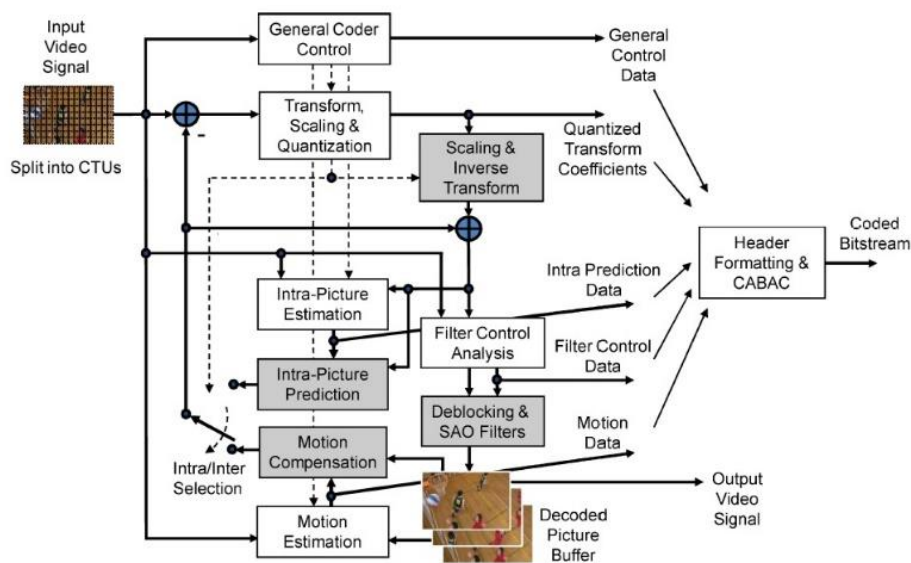 Input
Video
Signal
Split into CTUs
General Coder
Control
General
Control
Data
Transform,
Scaling &
Quantization
-
Quantized
Transform
Coefficients
Scaling &
Inverse
Transform
Header
Formatting &
CABAC
Coded
Bitstream
Intra-Picture
Estimation
Intra Prediction
Data
Filter Control
Analysis
Filter Control
Data
Intra-Picture
Prediction
Deblocking &
SAO Filters
Motion
Data
Intra/Inter
Selection
Motion
Compensation
Motion
Estimation
Decoded
Picture
Buffer
Output
Video
Signal